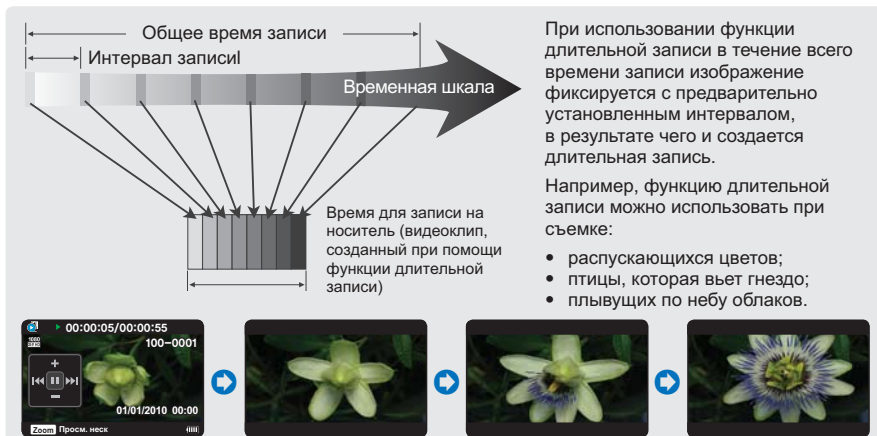 Общее время записи
Интервал записиl
Временная шкала
Время для записи на
носитель (видеоклип,
созданный при помощи
функции длительной
записи)
При использовании функции
длительной записи в течение всего
времени записи изображение
фиксируется с предварительно
установленным интервалом,
в результате чего и создается
длительная запись.
Например, функцию длительной
записи можно использовать при
съемке:
• распускающихся цветов;
• птицы, которая вьет гнездо;
• плывущих по небу облаков.
00:00:05/00:00:55
100-0001
1080
01/01/2010 00:00
Zoom Просм. неск